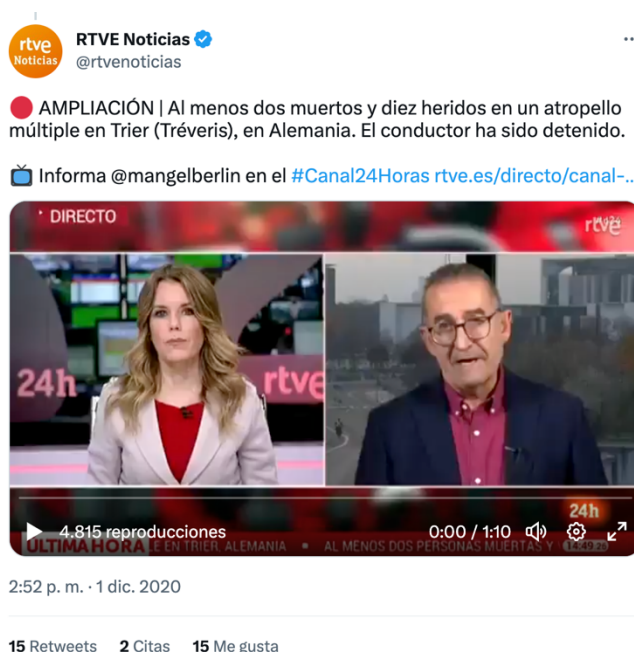 rtve
Noticias
RTVE Noticias
@rtvenoticias
AMPLIACIÓN | Al menos dos muertos y diez heridos en un atropello
múltiple en Trier (Tréveris), en Alemania. El conductor ha sido detenido.
Informa @mangelberlin en el #Canal24Horas rtve.es/directo/canal-...
DIRECTO
rtve
24h
rtve
24h
4.815 reproducciones
0:00 / 1:10
ÚLTIMA HORA
E EN TRIER, ALEMANIA • AL MENOS DOS PERSONAS MUERTAS Y
2:52 p. m. · 1 dic. 2020
15 Retweets 2 Citas 15 Me gusta